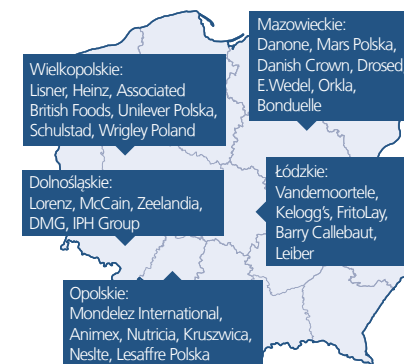 Mazowieckie:
Danone, Mars Polska,
Danish Crown, Drosed,
E.Wedel, Orkla,
Bonduelle
Wielkopolskie:
Lisner, Heinz, Associated
British Foods, Unilever Polska,
Schulstad, Wrigley Poland
Łódzkie:
Vandemoortele,
Kelogg's, FritoLay,
Barry Callebaut,
Leiber
Dolnośląskie:
Lorenz, McCain, Zeelandia,
DMG, IPH Group
Opolskie:
Mondelez International,
Animex, Nutricia, Kruszwica,
Neslte, Lesaffre Polska